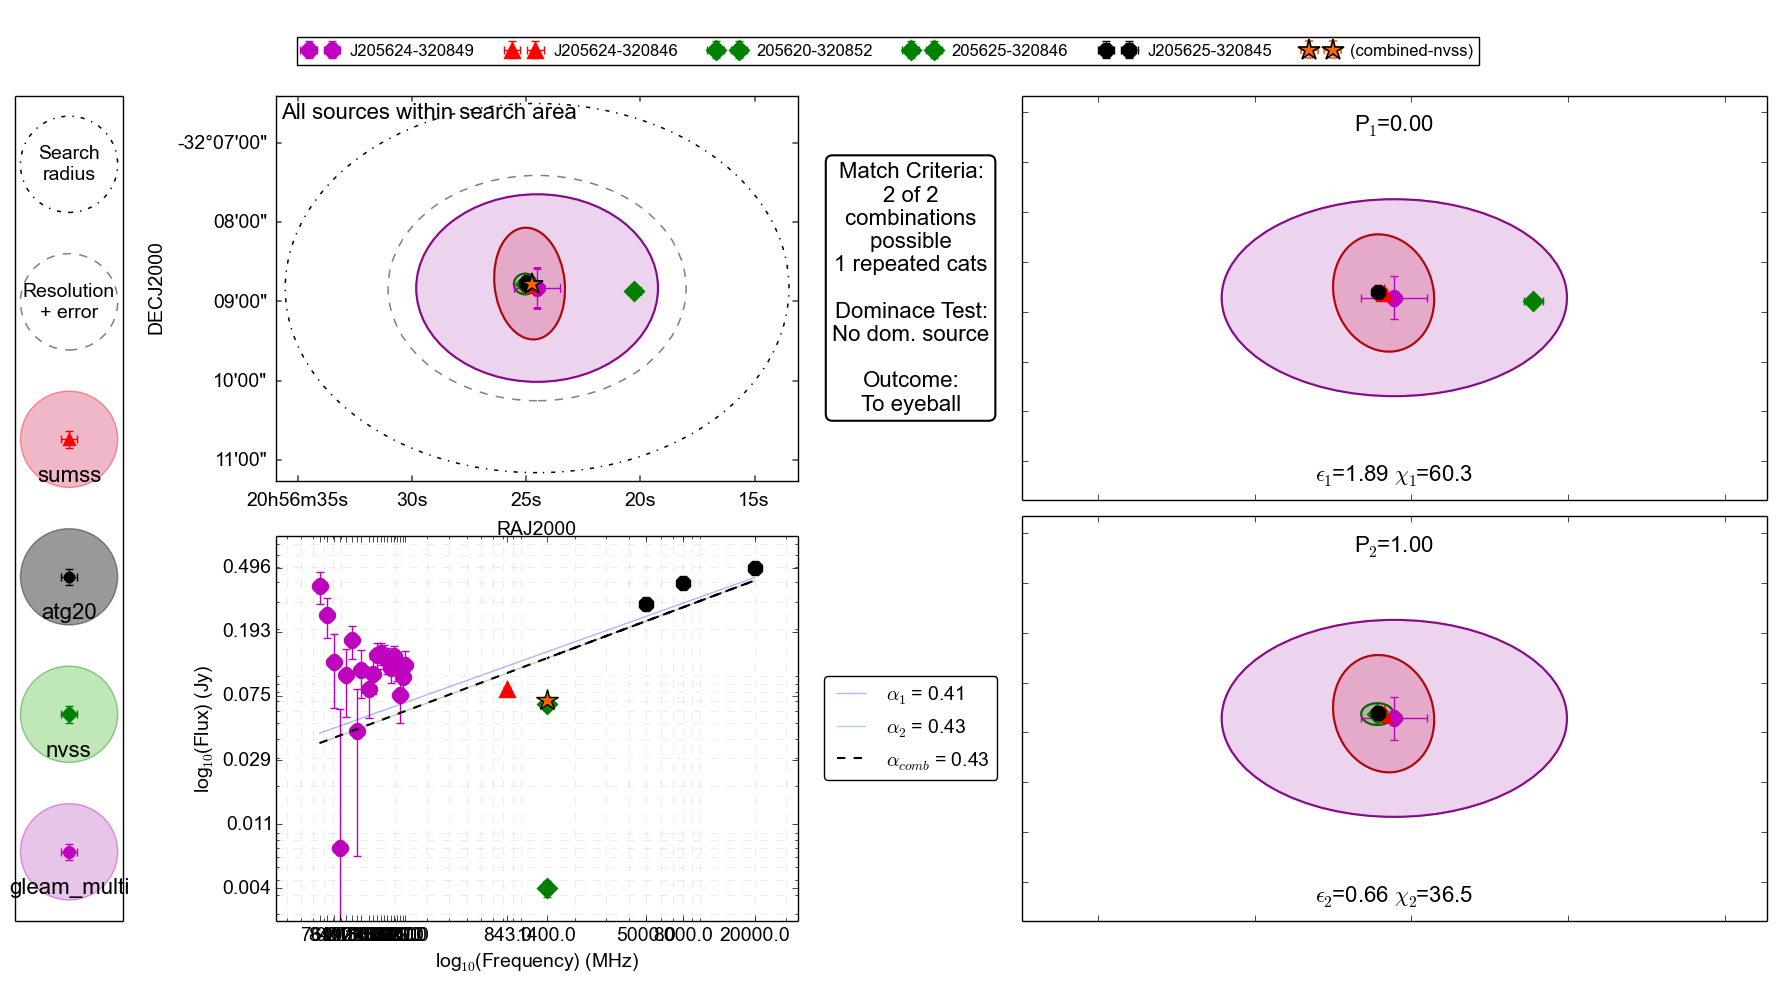 J205624-320849 J205624-320846 205620-320852 205625-320846 J205625-320845 (combined-nvss)
Search
radius
Resolution
+ error
sumss
atg20
nvss
gleam_multi
All sources within search area
DECJ2000
-32°07'00"
08'00"
09'00"
10'00"
11'00"
20h56m35s 30s 25s 20s 15s
RAJ2000
Match Criteria:
2 of 2
combinations
possible
1 repeated cats
Dominace Test:
No dom. source
Outcome:
To eyeball
P1=0.00
ϵ1=1.89 χ1=60.3
P2=1.00
ϵ2=0.66 χ2=36.5
log10(Flux) (Jy)
0.496
0.193
0.075
0.029
0.011
0.004
843.0 1400.0 5000.0 8000.0 20000.0
log10(Frequency) (MHz)
α1 = 0.41
α2 = 0.43
αcomb = 0.43